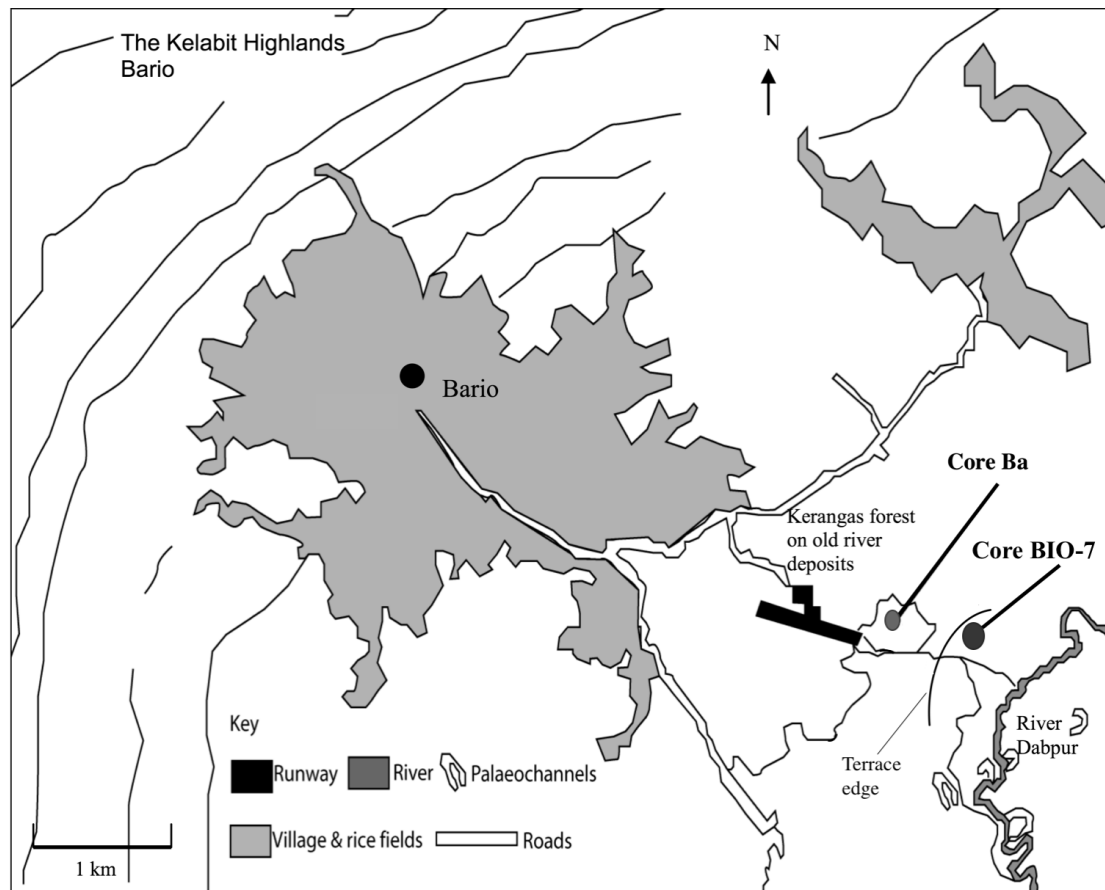 The Kelabit Highlands
Bario
N
Bario
Core Ba
Kerangas forest
on old river
deposits
Core BIO-7
River
Dabpur
Terrace
edge
Key
Runway
River
Palaeochannels
Village & rice fields
Roads
1 km